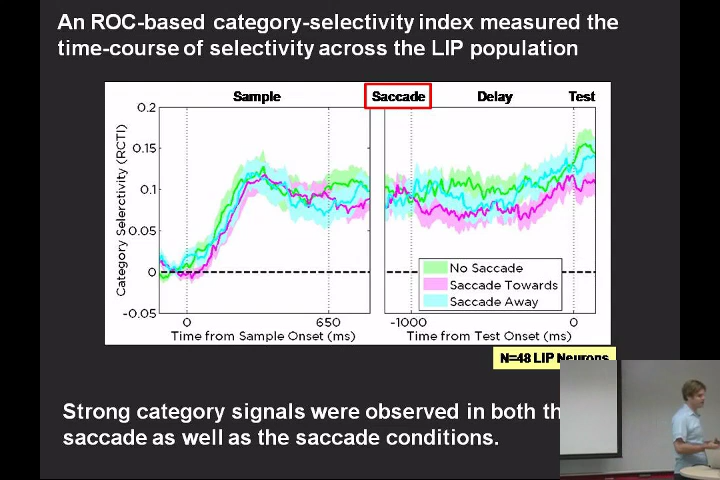 An ROC-based category-selectivity index measured the
time-course of selectivity across the LIP population
Sample Saccade Delay Test
Category Selectivity (RCTI)
0.2
0.15
0.1
0.05
0
-0.05
No Saccade
Saccade Towards
Saccade Away
0 650 -1000 0
Time from Sample Onset (ms) Time from Test Onset (ms)
N=48 LIP Neurons
Strong category signals were observed in both th
saccade as well as the saccade conditions.